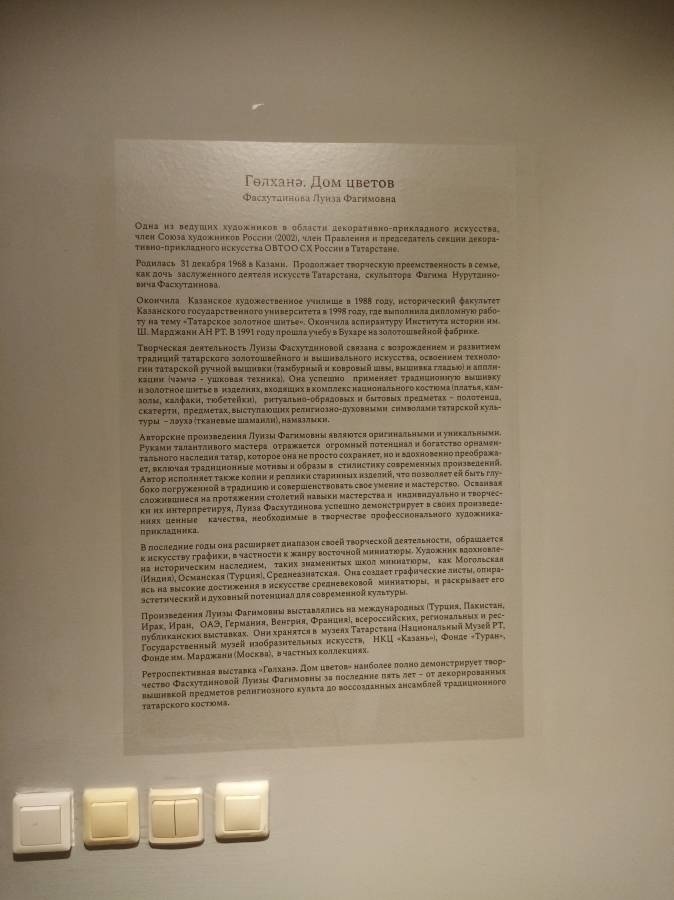 Гөлханә. Дом цветов
Фасхутдинова Луиза Фагимовна
Одна из ведущих художников в области декоративно-прикладного искусства,
член Союза художников России (2002), член Правления и председатель секции декора-
тивно-прикладного искусства ОВТОО СХ России в Татарстане.
Родилась 31 декабря 1968 в Казани. Продолжает творческую преемственность в семье,
как дочь заслуженного деятеля искусств Татарстана, скульптора Фагима Нурутдино-
вича Фасхутдинова.
Окончила Казанское художественное училище в 1988 году, исторический факультет
Казанского государственного университета в 1998 году, где выполнила дипломную рабо-
ту на тему «Татарское золотное шитье». Окончила аспирантуру Института истории им.
Ш. Марджани АН РТ. В 1991 году прошла учебу в Бухаре на золотошвейной фабрике.
Творческая деятельность Луизы Фасхутдиновой связана с возрождением и развитием
традиций татарского золотошвейного и вышивального искусства, освоением техноло-
гии татарской ручной вышивки (тамбурный и ковровый швы, вышивка гладью) и аппли-
кации (чәмчә - ушковая техника). Она успешно применяет традиционную вышивку
и золотное шитье в изделиях, входящих в комплекс национального костюма (платья, кам-
золы, калфаки, тюбетейки), ритуально-обрядовых и бытовых предметах – полотенца,
скатерти, предметах, выступающих религиозно-духовными символами татарской куль-
туры – ләүхә (тканевые шамаили), намазлыки.
Авторские произведения Луизы Фагимовны являются оригинальными и уникальными.
Руками талантливого мастера отражается огромный потенциал и богатство орнамен-
тального наследия татар, которое она не просто сохраняет, но и вдохновенно преобража-
ет, включая традиционные мотивы и образы в стилистику современных произведений.
Автор исполняет также копии и реплики старинных изделий, что позволяет ей быть глу-
боко погруженной в традицию и совершенствовать свое умение и мастерство. Осваивая
сложившиеся на протяжении столетий навыки мастерства и индивидуально и творчес-
ки их интерпретируя, Луиза Фасхутдинова успешно демонстрирует в своих произведе-
ниях ценные качества, необходимые в творчестве профессионального художника-
прикладника.
В последние годы она расширяет диапазон своей творческой деятельности, обращается
к искусству графики, в частности к жанру восточной миниатюры. Художник вдохновле-
на историческим наследием, таких знаменитых школ миниатюры, как Могольская
(Индия), Османская (Турция), Среднеазнатская. Она создает графические листы, опира-
ясь на высокие достижения в искусстве средневековой миниатюры, и раскрывает его
эстетический и духовный потенциал для современной культуры.
Произведения Луизы Фагимовны выставлялись на международных (Турция, Пакистан,
Ирак, Иран, ОАЭ, Германия, Венгрия, Франция), всероссийских, региональных и рес-
публиканских выставках. Они хранятся в музеях Татарстана (Национальный Музей РТ,
Государственный музей изобразительных искусств, НКЦ «Казань»), Фонде «Туран»,
Фонде им. Марджани (Москва), в частных коллекциях.
Ретроспективная выставка «Гөлханә. Дом цветов» наиболее полно демонстрирует твор-
чество Фасхутдиновой Луизы Фагимовны за последние пять лет – от декорированных
вышивкой предметов религиозного культа до воссозданных ансамблей традиционного
татарского костюма.